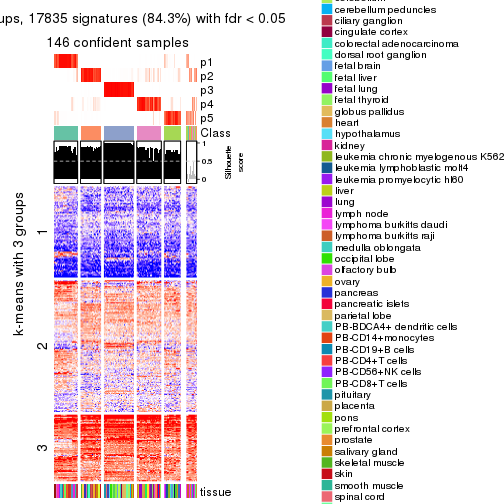 ups, 17835 signatures (84.3%) with fdr < 0.05
146 confident samples
p1
p2
p3
p4
p5
Class
1
0.5
0
Silhouette
score
k-means with 3 groups
1
2
3
tissue
cerebellum peduncles
ciliary ganglion
cingulate cortex
colorectal adenocarcinoma
dorsal root ganglion
fetal brain
fetal liver
fetal lung
fetal thyroid
globus pallidus
heart
hypothalamus
kidney
leukemia chronic myelogenous K562
leukemia lymphoblastic molt4
leukemia promyelocytic hl60
liver
lung
lymph node
lymphoma burkitts daudi
lymphoma burkitts raji
medulla oblongata
occipital lobe
olfactory bulb
ovary
pancreas
pancreatic islets
parietal lobe
PB-BDCA4+ dendritic cells
PB-CD14+monocytes
PB-CD19+B cells
PB-CD4+T cells
PB-CD56+NK cells
PB-CD8+T cells
pituitary
placenta
pons
prefrontal cortex
prostate
salivary gland
skeletal muscle
skin
smooth muscle
spinal cord